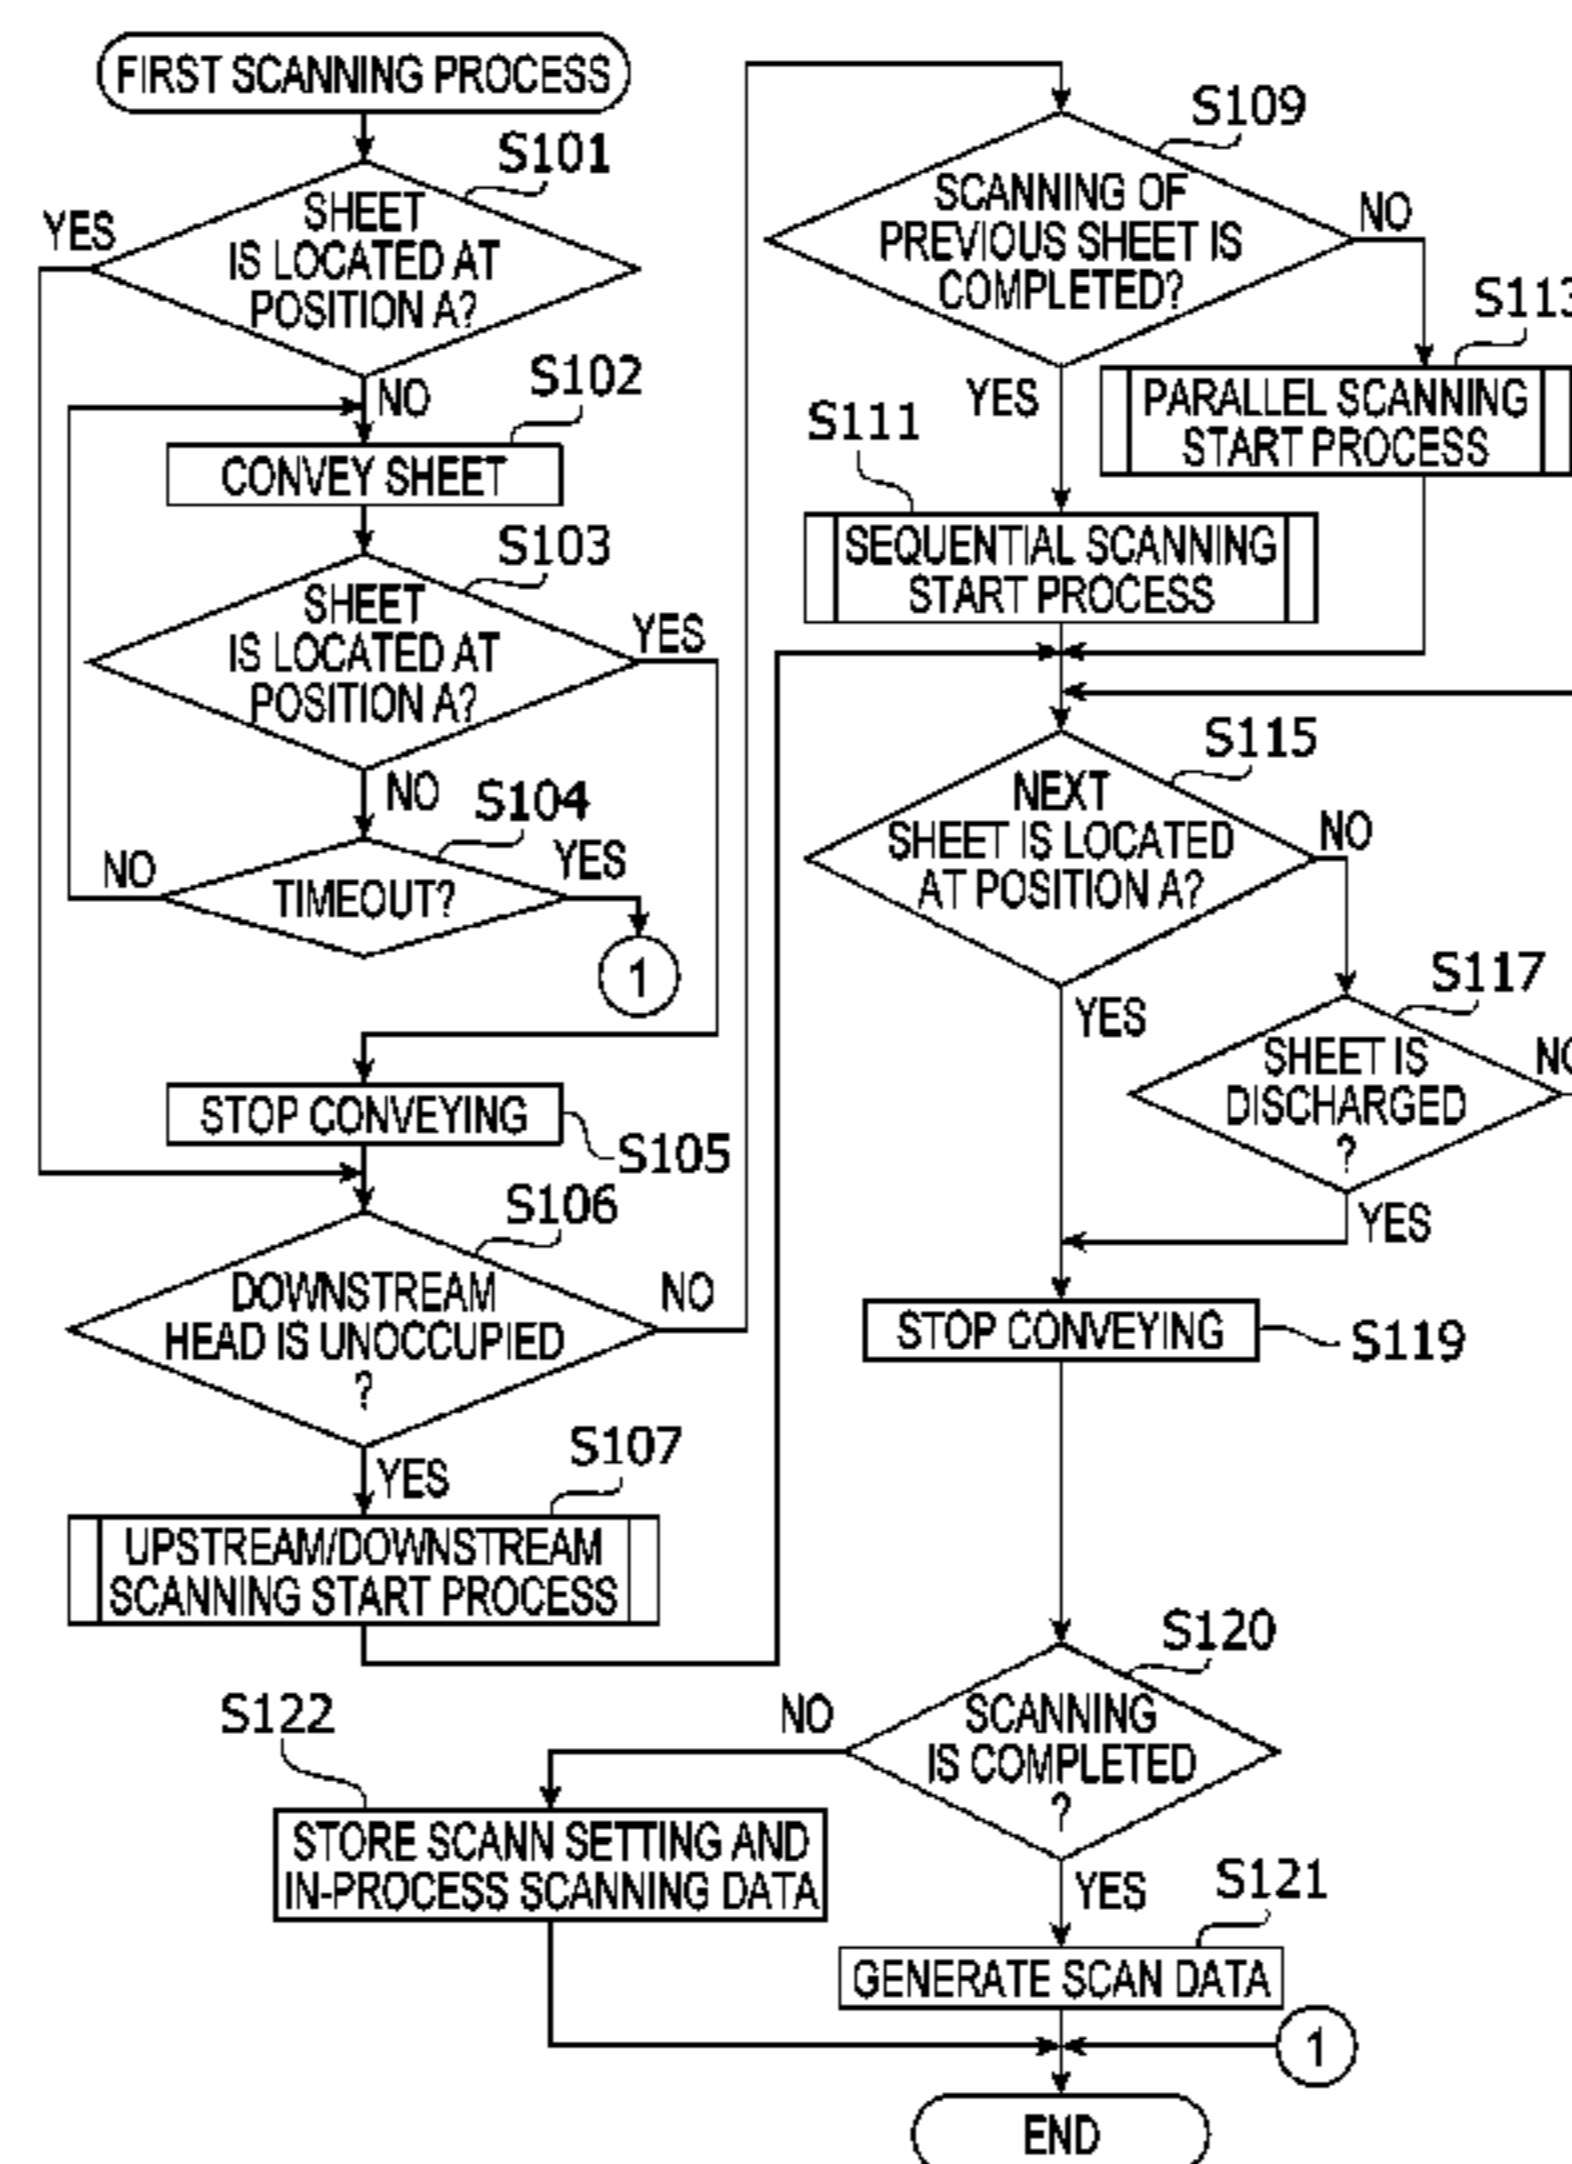 FIRST SCANNING PROCESS
S101
SHEET
IS LOCATED AT
POSITION A?
YES
NO
S102
CONVEY SHEET
S103
SHEET
IS LOCATED AT
POSITION A?
YES
NO
S104
TIMEOUT?
NO
YES
1
STOP CONVEYING
S105
S106
DOWNSTREAM
HEAD IS UNOCCUPIED
?
NO
YES
S107
UPSTREAM/DOWNSTREAM
SCANNING START PROCESS
S109
SCANNING OF
PREVIOUS SHEET IS
COMPLETED?
NO
YES
S113
PARALLEL SCANNING
START PROCESS
S111
SEQUENTIAL SCANNING
START PROCESS
S115
NEXT
SHEET IS LOCATED
AT POSITION A?
NO
YES
S117
SHEET IS
DISCHARGED
?
NO
YES
STOP CONVEYING
S119
S120
SCANNING
IS COMPLETED
?
NO
YES
S122
STORE SCANN SETTING AND
IN-PROCESS SCANNING DATA
S121
GENERATE SCAN DATA
1
END